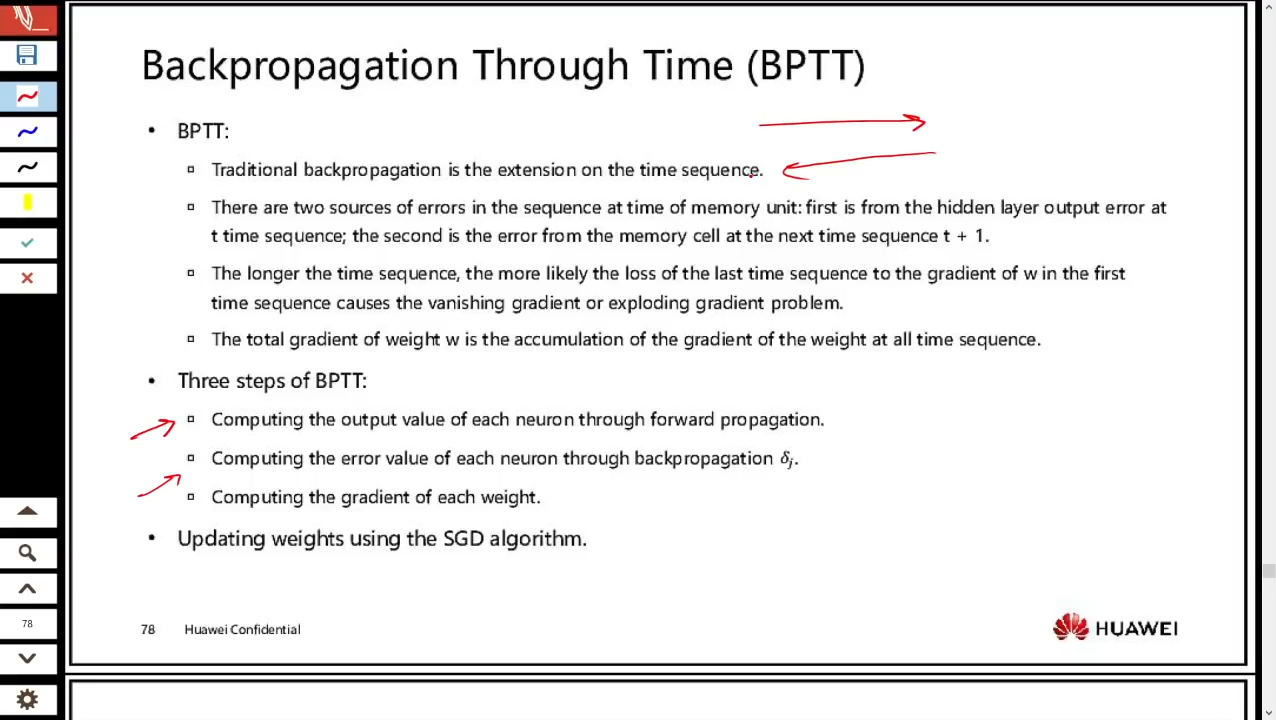 Backpropagation Through Time (BPTT)
• BPTT:
▫ Traditional backpropagation is the extension on the time sequence.
▫ There are two sources of errors in the sequence at time of memory unit: first is from the hidden layer output error at
t time sequence; the second is the error from the memory cell at the next time sequence t + 1.
▫ The longer the time sequence, the more likely the loss of the last time sequence to the gradient of w in the first
time sequence causes the vanishing gradient or exploding gradient problem.
▫ The total gradient of weight w is the accumulation of the gradient of the weight at all time sequence.
• Three steps of BPTT:
▫ Computing the output value of each neuron through forward propagation.
▫ Computing the error value of each neuron through backpropagation δⱼ.
▫ Computing the gradient of each weight.
• Updating weights using the SGD algorithm.
78
78 Huawei Confidential
HUAWEI